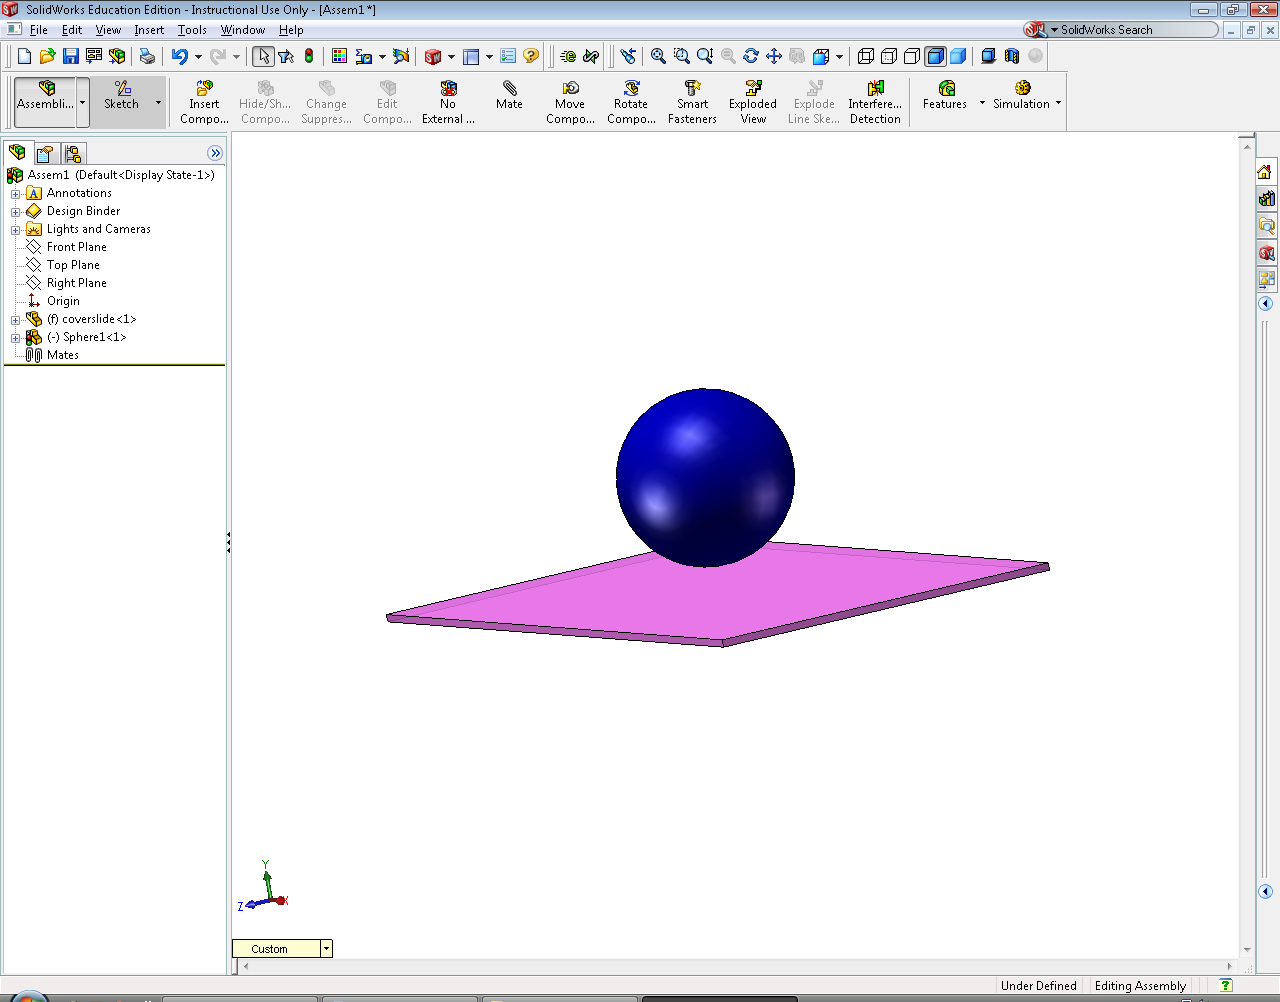 SolidWorks Education Edition - Instructional Use Only - [Assem1 *]
File Edit View Insert Tools Window Help
SolidWorks Search
Assembli... Sketch
Insert Compo...
Hide/Sh... Compo...
Change Suppres...
Edit Compo...
No External ...
Mate
Move Compo...
Rotate Compo...
Smart Fasteners
Exploded View
Explode Line Ske...
Interfere... Detection
Features
Simulation
Assem1 (Default<Display State-1>)
Annotations
Design Binder
Lights and Cameras
Front Plane
Top Plane
Right Plane
Origin
(f) coverslide<1>
(-) Sphere1<1>
Mates
Y
Z X
Custom
Under Defined Editing Assembly